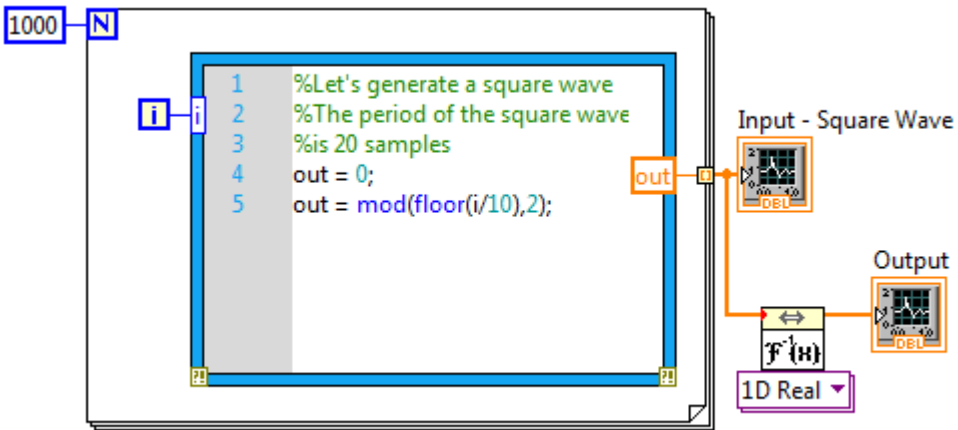 1000 N
1 %Let's generate a square wave
i i 2 %The period of the square wave
3 %is 20 samples
4 out = 0;
5 out = mod(floor(i/10),2);
out
Input - Square Wave
DBL
Output
DBL
F⁻¹{x}
1D Real